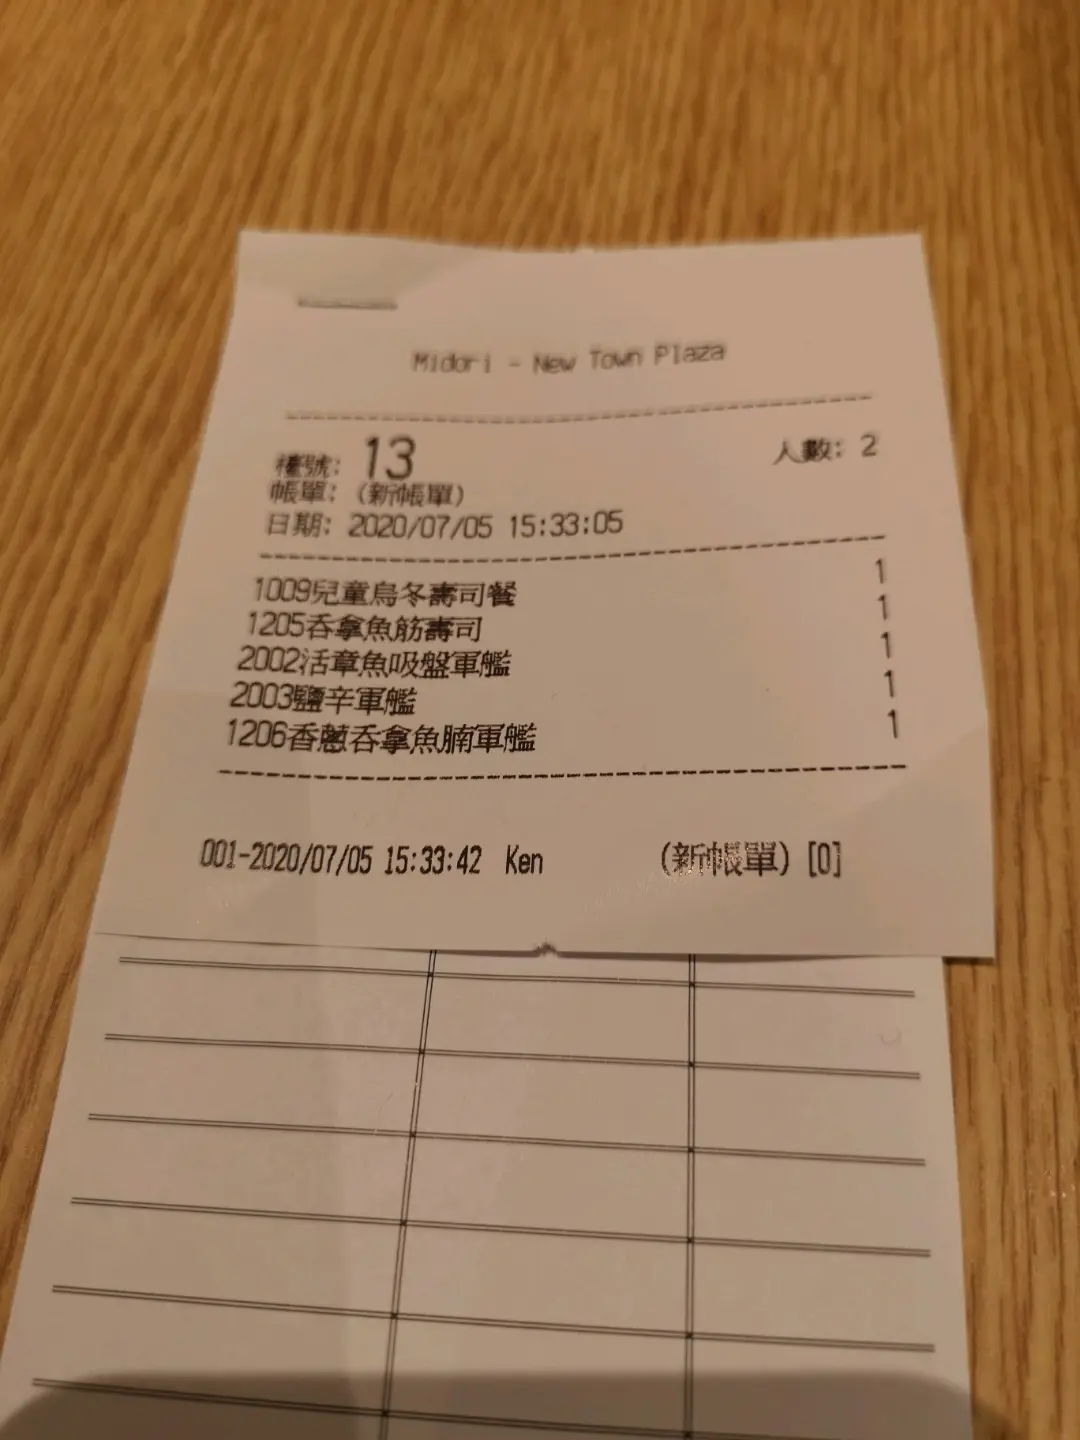 Midori - New Town Plaza
檯號: 13 人數: 2
帳單: (新帳單)
日期: 2020/07/05 15:33:05
1009兒童烏冬壽司餐 1
1205吞拿魚筋壽司 1
2002活章魚吸盤軍艦 1
2003鹽辛軍艦 1
1206香蔥吞拿魚腩軍艦 1
001-2020/07/05 15:33:42 Ken (新帳單) [0]